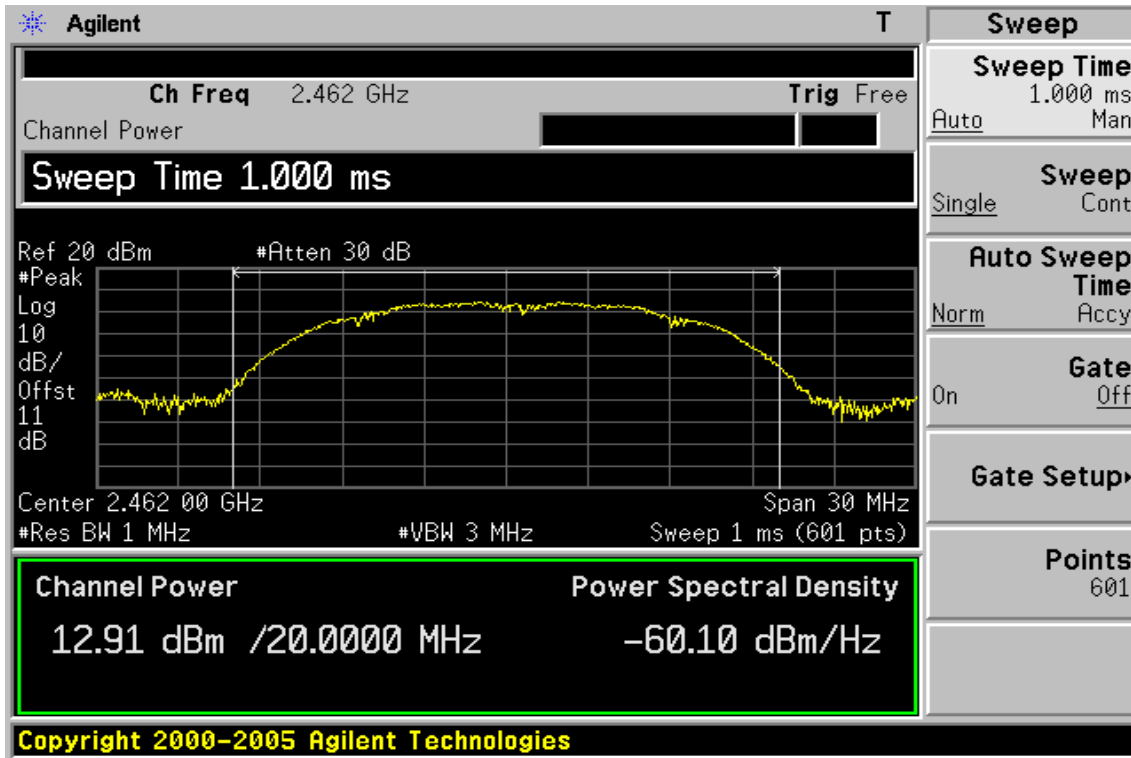 Agilent T
Ch Freq 2.462 GHz Trig Free
Channel Power
Sweep Time 1.000 ms
Ref 20 dBm #Atten 30 dB
#Peak
Log
10
dB/
Offst
11
dB
Center 2.462 00 GHz Span 30 MHz
#Res BW 1 MHz #VBW 3 MHz Sweep 1 ms (601 pts)
Channel Power Power Spectral Density
12.91 dBm /20.0000 MHz -60.10 dBm/Hz
Copyright 2000-2005 Agilent Technologies
Sweep
Sweep Time
1.000 ms
Auto Man
Sweep
Single Cont
Auto Sweep
Time
Norm Accy
Gate
On Off
Gate Setup
Points
601